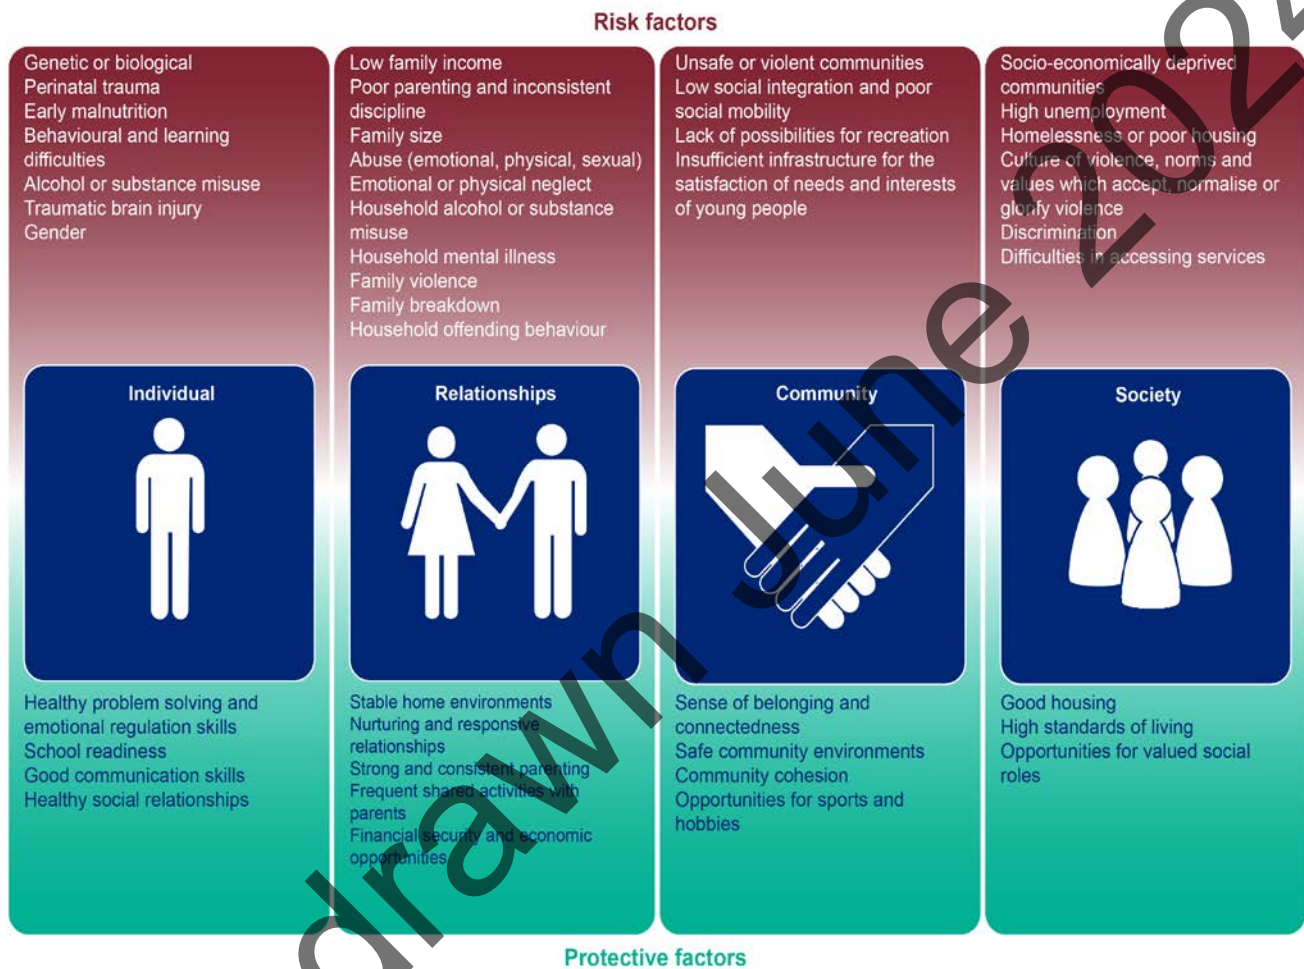 Risk factors
Genetic or biological
Perinatal trauma
Early malnutrition
Behavioural and learning
difficulties
Alcohol or substance misuse
Traumatic brain injury
Gender
Low family income
Poor parenting and inconsistent
discipline
Family size
Abuse (emotional, physical, sexual)
Emotional or physical neglect
Household alcohol or substance
misuse
Household mental illness
Family violence
Family breakdown
Household offending behaviour
Unsafe or violent communities
Low social integration and poor
social mobility
Lack of possibilities for recreation
Insufficient infrastructure for the
satisfaction of needs and interests
of young people
Socio-economically deprived
communities
High unemployment
Homelessness or poor housing
Culture of violence, norms and
values which accept, normalise or
glorify violence
Discrimination
Difficulties in accessing services
Individual
Relationships
Community
Society
Healthy problem solving and
emotional regulation skills
School readiness
Good communication skills
Healthy social relationships
Stable home environments
Nurturing and responsive
relationships
Strong and consistent parenting
Frequent shared activities with
parents
Financial security and economic
opportunities
Sense of belonging and
connectedness
Safe community environments
Community cohesion
Opportunities for sports and
hobbies
Good housing
High standards of living
Opportunities for valued social
roles
Protective factors
drawn June 2024